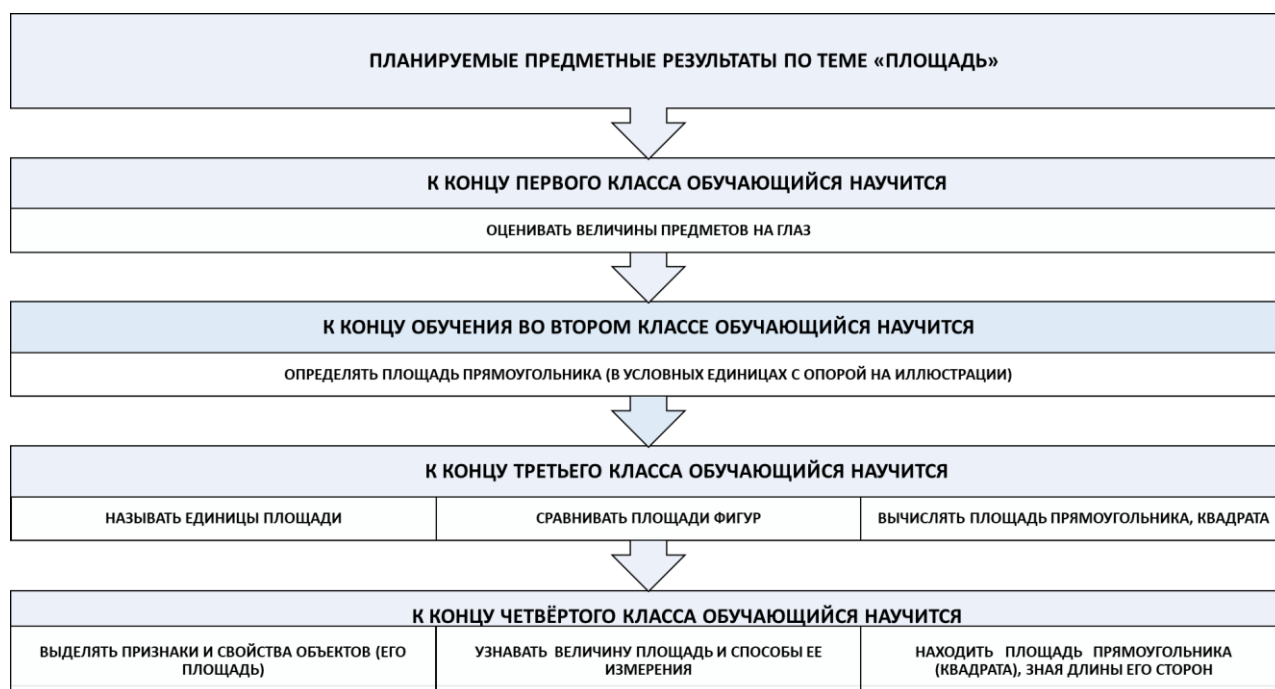 ПЛАНИРУЕМЫЕ ПРЕДМЕТНЫЕ РЕЗУЛЬТАТЫ ПО ТЕМЕ «ПЛОЩАДЬ»
К КОНЦУ ПЕРВОГО КЛАССА ОБУЧАЮЩИЙСЯ НАУЧИТСЯ
ОЦЕНИВАТЬ ВЕЛИЧИНЫ ПРЕДМЕТОВ НА ГЛАЗ
К КОНЦУ ОБУЧЕНИЯ ВО ВТОРОМ КЛАССЕ ОБУЧАЮЩИЙСЯ НАУЧИТСЯ
ОПРЕДЕЛЯТЬ ПЛОЩАДЬ ПРЯМОУГОЛЬНИКА (В УСЛОВНЫХ ЕДИНИЦАХ С ОПОРОЙ НА ИЛЛЮСТРАЦИИ)
К КОНЦУ ТРЕТЬЕГО КЛАССА ОБУЧАЮЩИЙСЯ НАУЧИТСЯ
НАЗЫВАТЬ ЕДИНИЦЫ ПЛОЩАДИ
СРАВНИВАТЬ ПЛОЩАДИ ФИГУР
ВЫЧИСЛЯТЬ ПЛОЩАДЬ ПРЯМОУГОЛЬНИКА, КВАДРАТА
К КОНЦУ ЧЕТВЁРТОГО КЛАССА ОБУЧАЮЩИЙСЯ НАУЧИТСЯ
ВЫДЕЛЯТЬ ПРИЗНАКИ И СВОЙСТВА ОБЪЕКТОВ (ЕГО
ПЛОЩАДЬ)
УЗНАВАТЬ ВЕЛИЧИНУ ПЛОЩАДЬ И СПОСОБЫ ЕЕ
ИЗМЕРЕНИЯ
НАХОДИТЬ ПЛОЩАДЬ ПРЯМОУГОЛЬНИКА
(КВАДРАТА), ЗНАЯ ДЛИНЫ ЕГО СТОРОН